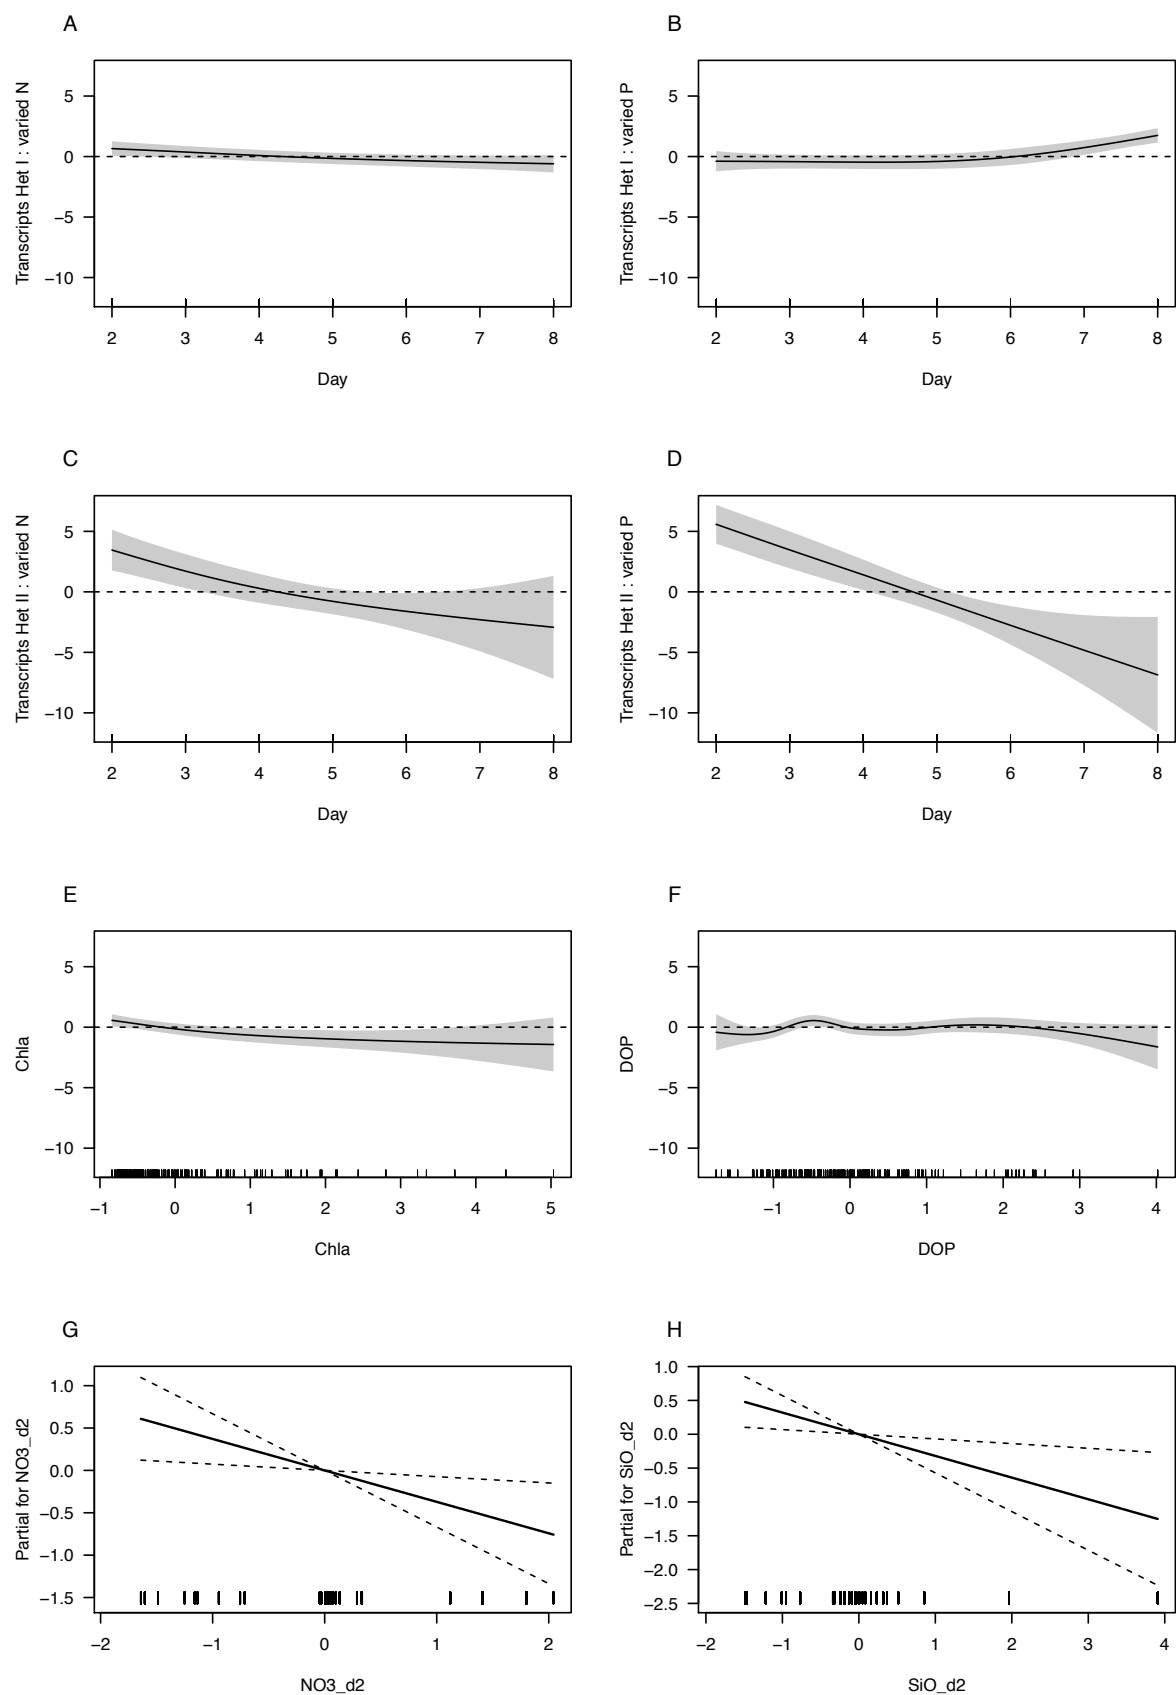 A
Transcripts Het I : varied N
5
0
−5
−10
2 3 4 5 6 7 8
Day
B
Transcripts Het I : varied P
5
0
−5
−10
2 3 4 5 6 7 8
Day
C
Transcripts Het II : varied N
5
0
−5
−10
2 3 4 5 6 7 8
Day
D
Transcripts Het II : varied P
5
0
−5
−10
2 3 4 5 6 7 8
Day
E
Chla
5
0
−5
−10
−1 0 1 2 3 4 5
Chla
F
DOP
5
0
−5
−10
−1 0 1 2 3 4
DOP
G
Partial for NO3_d2
1.0
0.5
0.0
−0.5
−1.0
−1.5
−2 −1 0 1 2
NO3_d2
H
Partial for SiO_d2
1.0
0.5
0.0
−0.5
−1.0
−1.5
−2.0
−2.5
−2 −1 0 1 2 3 4
SiO_d2